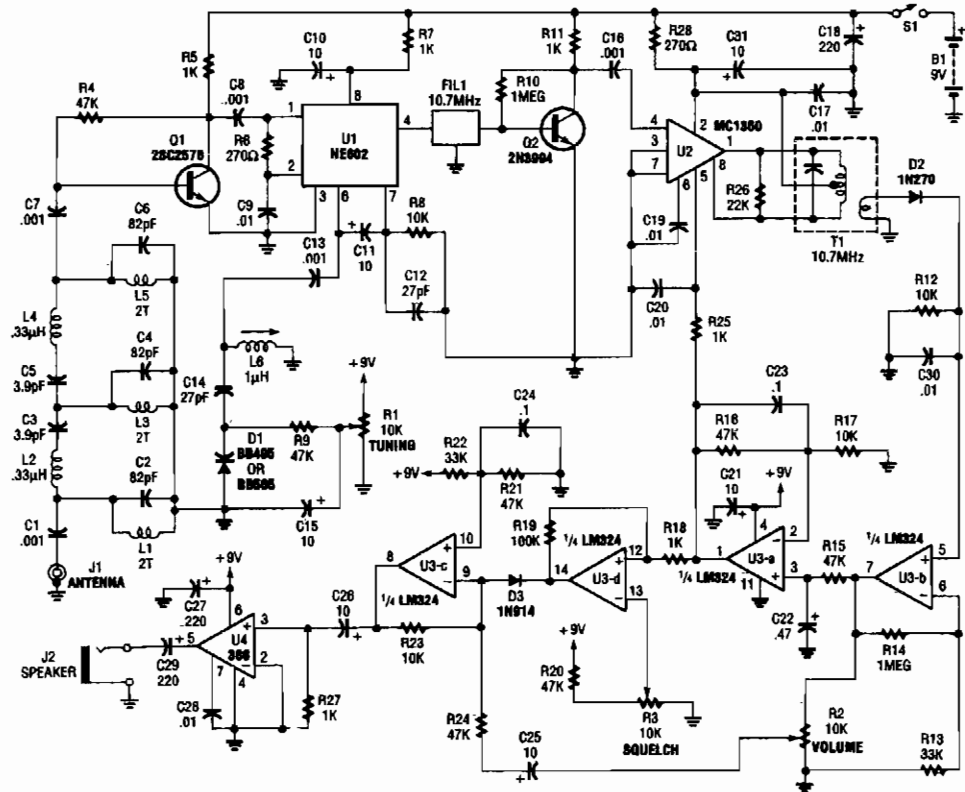 R4
47K
R5
1K
C8
.001
C10
10
R7
1K
R11
1K
C16
.001
R28
270Ω
C31
10
C18
220
S1
B1
9V
Q1
2SC2570
R6
270Ω
C9
.01
1
2
8
U1
NE602
4
3
6
7
FIL1
10.7MHz
R10
1MEG
Q2
2N3904
4
3
7
2
MC1350
U2
1
6
5
8
C17
.01
R26
22K
T1
10.7MHz
D2
1N270
C7
.001
C6
82pF
L5
2T
C13
.001
C11
10
R8
10K
C12
27pF
C19
.01
C20
.01
R25
1K
R12
10K
C30
.01
L4
.33µH
C4
82pF
L6
1µH
C5
3.9pF
C3
3.9pF
L3
2T
C14
27pF
+9V
R1
10K
TUNING
R9
47K
D1
BB405
OR
BB505
C15
10
L2
.33µH
C2
82pF
C1
.001
L1
2T
J1
ANTENNA
C24
.1
R22
33K
+9V
R21
47K
C23
.1
R16
47K
R17
10K
C21
10
+9V
R19
100K
¼ LM324
R18
1K
12
13
14
U3-d
1
U3-a
4
2
3
11
¼ LM324
R15
47K
¼ LM324
7
U3-b
5
6
8
U3-c
10
9
¼ LM324
D3
1N914
C22
.47
R14
1MEG
+9V
C27
.220
C26
10
R23
10K
J2
SPEAKER
C29
220
5
6
U4
386
3
2
7
4
C28
.01
R27
1K
R24
47K
C25
10
+9V
R20
47K
R3
10K
SQUELCH
R2
10K
VOLUME
R13
33K